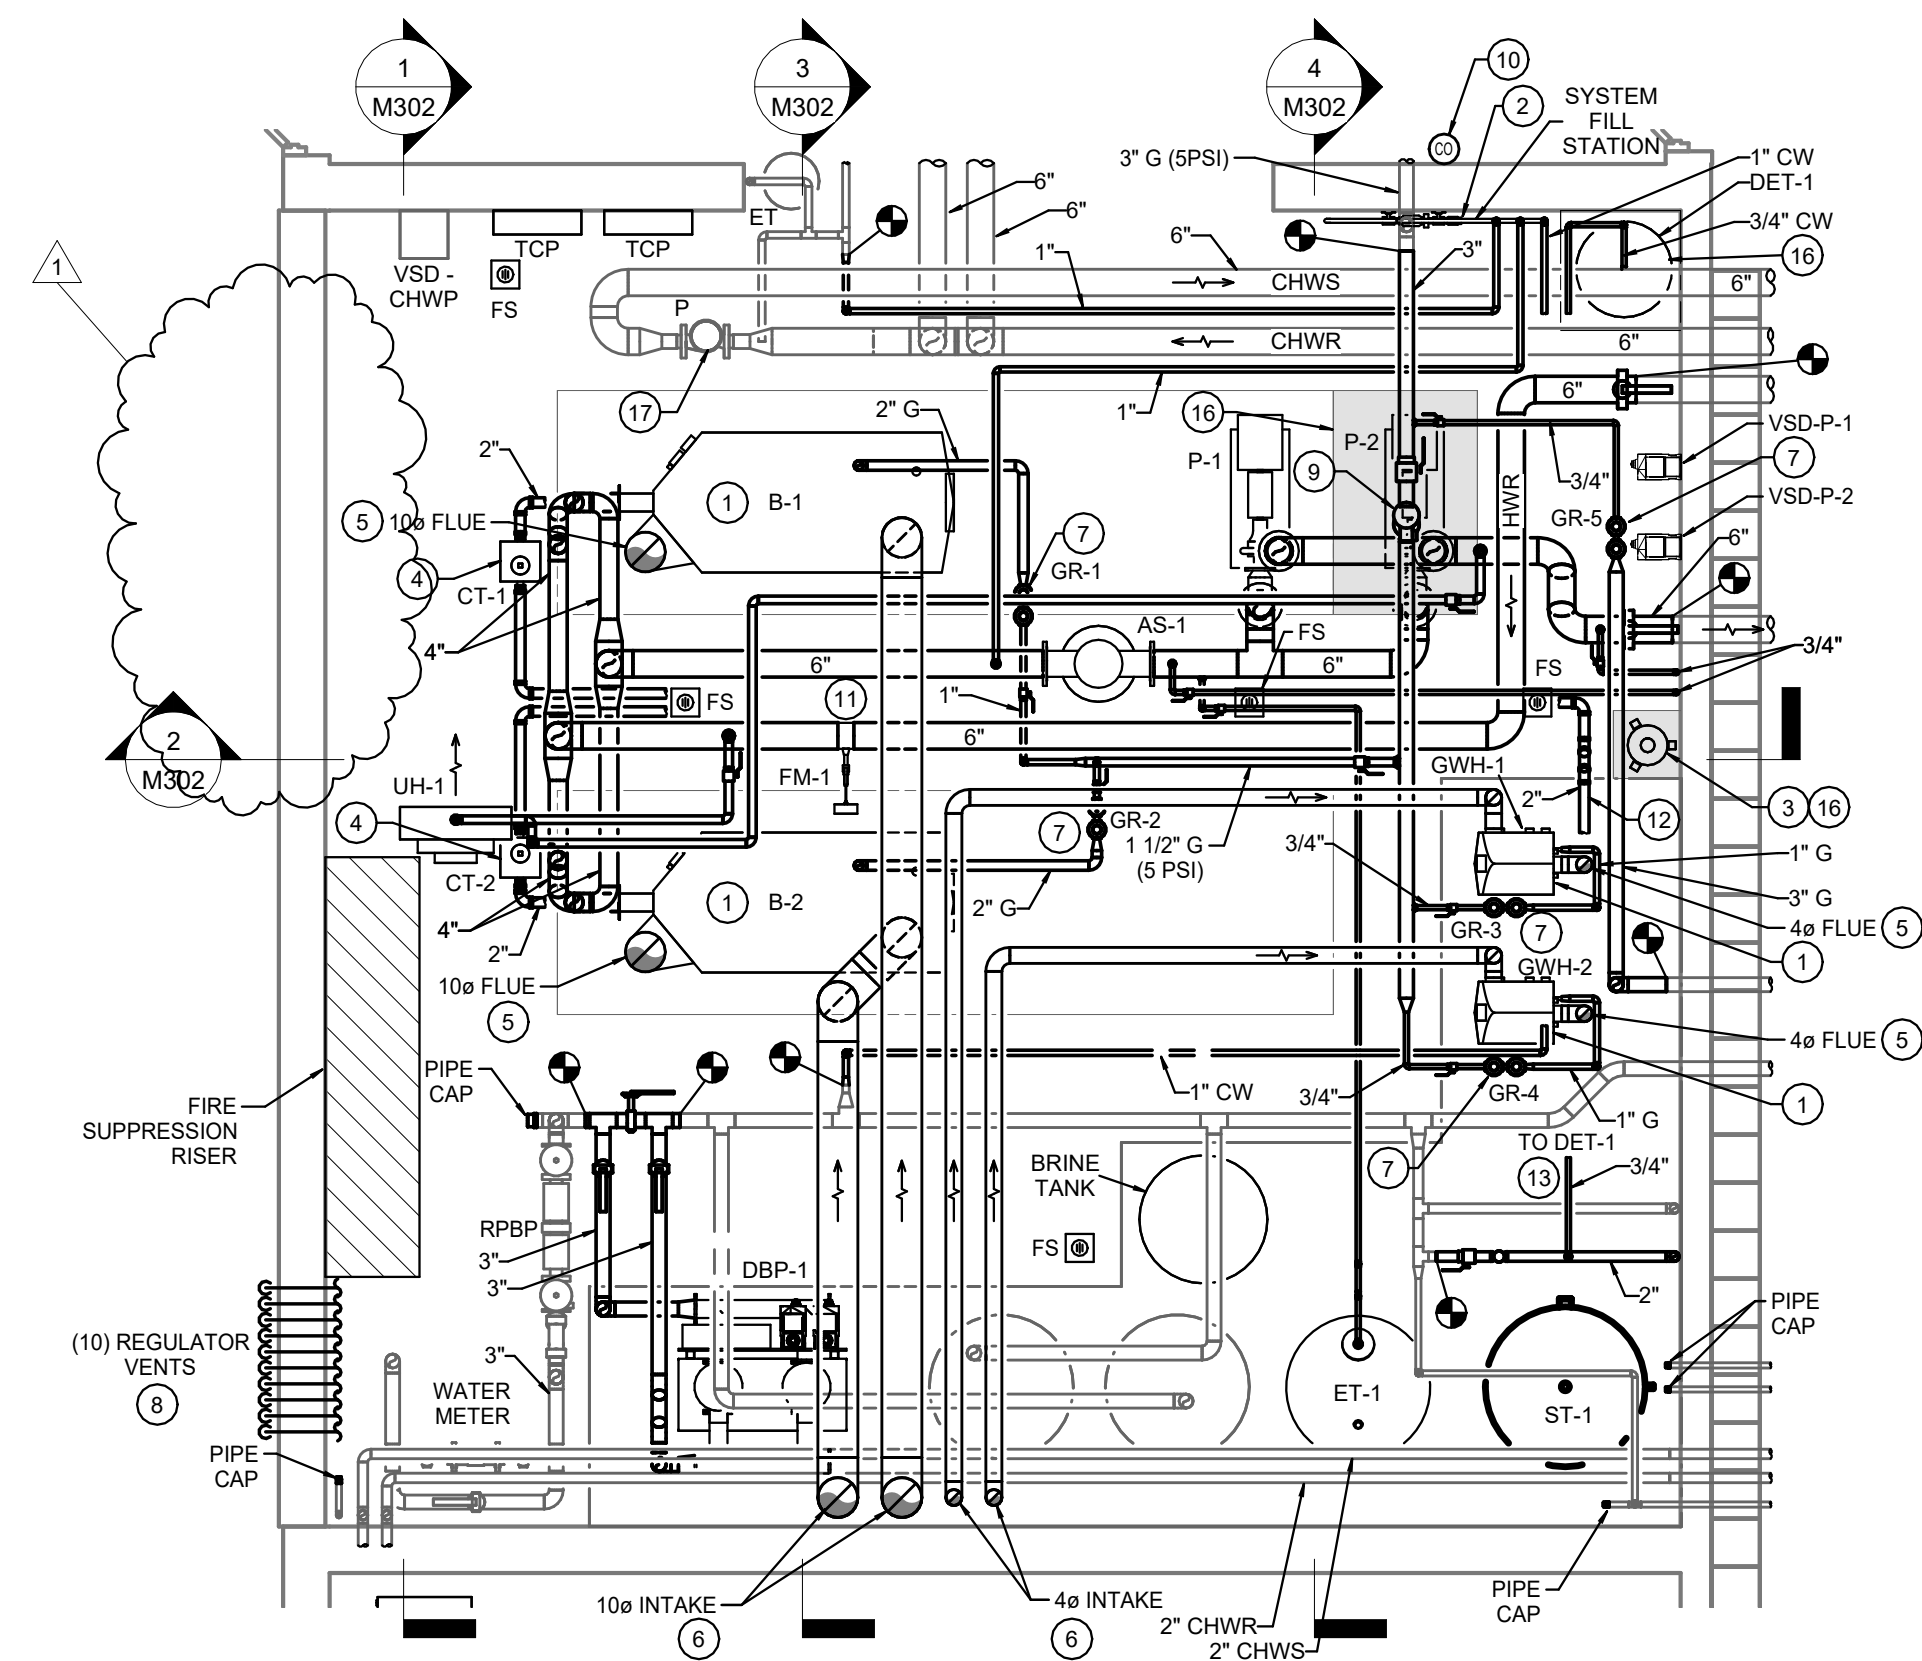 1
M302
3
M302
4
M302
10
2
SYSTEM
FILL
STATION
CO
3" G (5PSI)
1" CW
DET-1
3/4" CW
16
ET
6"
6"
TCP
TCP
VSD -
CHWP
FS
1
6"
3"
1"
CHWS
6"
P
CHWR
6"
17
2" G
1"
16
6"
VSD-P-1
7
P-1
P-2
9
3/4"
HWR
VSD-P-2
GR-5
6"
2"
5
10ø FLUE
1
B-1
7
GR-1
4
CT-1
4"
6"
AS-1
FS
6"
FS
3/4"
FS
11
1"
2
M302
UH-1
6"
FM-1
GWH-1
2"
12
3
16
4
7
GR-2
1 1/2" G
(5 PSI)
3/4"
1" G
CT-2
3" G
1
B-2
2" G
4"
2"
GR-3
7
4ø FLUE
5
1
GWH-2
10ø FLUE
5
4ø FLUE
5
PIPE
CAP
1" CW
3/4"
GR-4
1
FIRE
SUPPRESSION
RISER
1" G
TO DET-1
13
3/4"
7
BRINE
TANK
RPBP
3"
3"
FS
DBP-1
2"
(10) REGULATOR
VENTS
8
3"
WATER
METER
PIPE
CAP
ET-1
ST-1
PIPE
CAP
10ø INTAKE
6
4ø INTAKE
6
2" CHWR
2" CHWS
PIPE
CAP